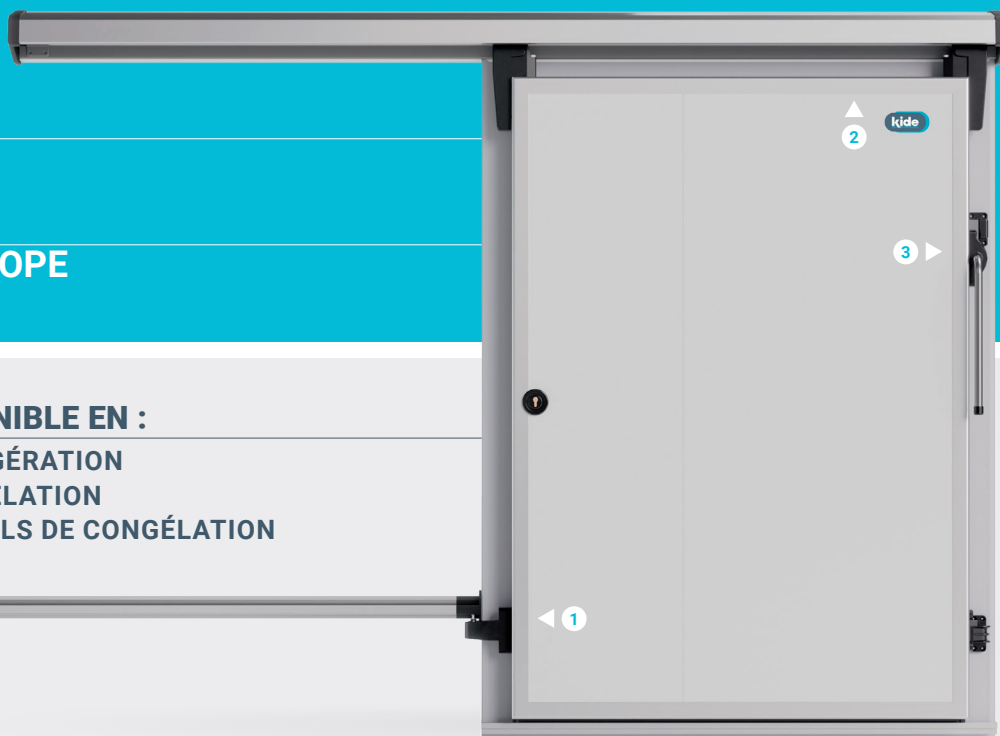 kide
2
3
OPE
NIBLE EN :
GÉRATION
ÉLATION
LS DE CONGÉLATION
1